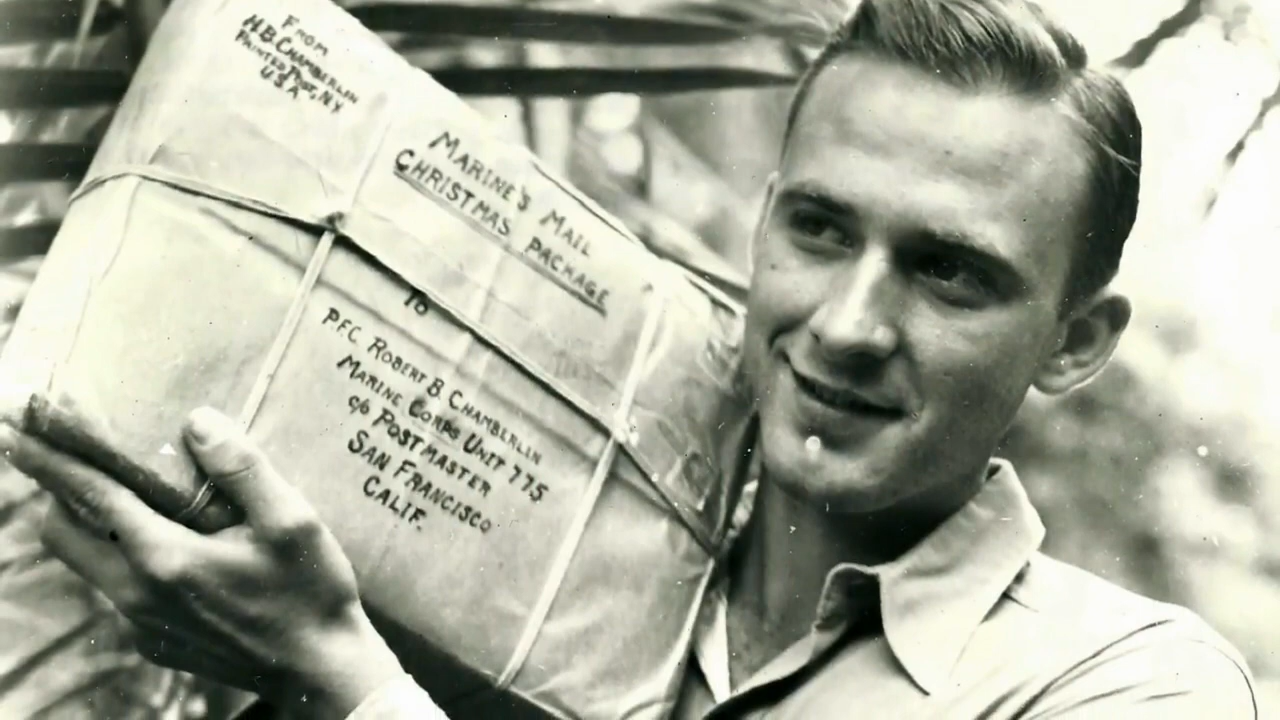 FROM
H.B. CHAMBERLIN
PAINTED POST, N.Y.
U.S.A
MARINE'S MAIL
CHRISTMAS PACKAGE
TO
P.F.C. ROBERT B. CHAMBERLIN
MARINE CORPS UNIT 775
c/o POSTMASTER
SAN FRANCISCO
CALIF.